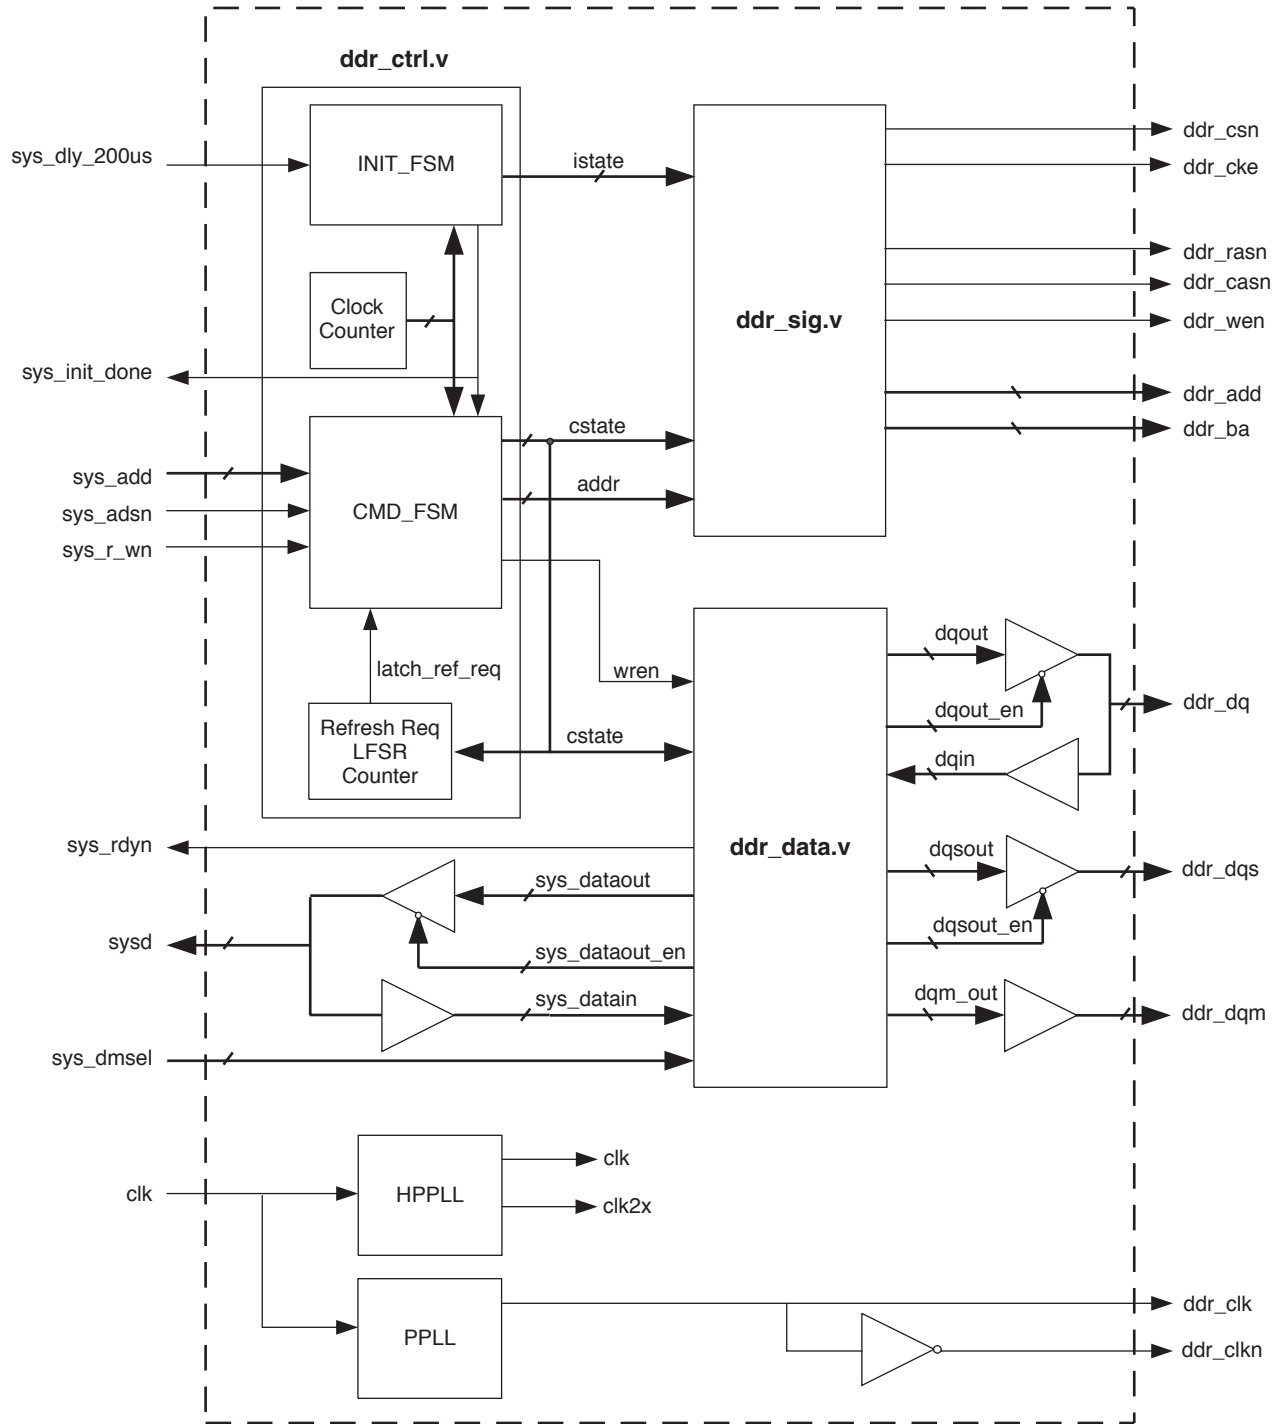 ddr_ctrl.v
sys_dly_200us
INIT_FSM
istate
ddr_csn
ddr_cke
ddr_rasn
ddr_casn
ddr_wen
Clock
Counter
ddr_sig.v
sys_init_done
ddr_add
ddr_ba
cstate
sys_add
addr
sys_adsn
CMD_FSM
sys_r_wn
latch_ref_req
wren
dqout
ddr_dq
dqout_en
Refresh Req
LFSR
Counter
cstate
dqin
sys_rdyn
ddr_data.v
dqsout
ddr_dqs
sys_dataout
dqsout_en
sysd
sys_dataout_en
sys_datain
dqm_out
ddr_dqm
sys_dmsel
clk
HPPLL
clk
clk2x
PPLL
ddr_clk
ddr_clkn